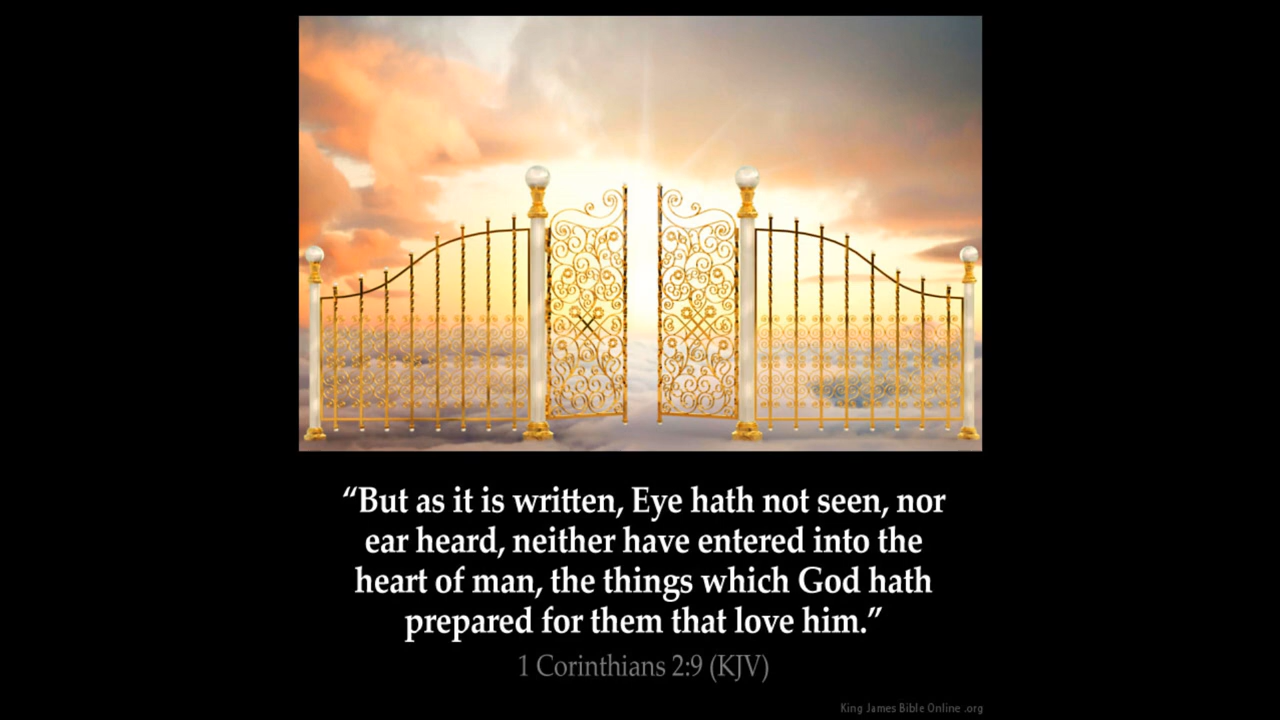 “But as it is written, Eye hath not seen, nor
ear heard, neither have entered into the
heart of man, the things which God hath
prepared for them that love him.”
1 Corinthians 2:9 (KJV)
King James Bible Online .org